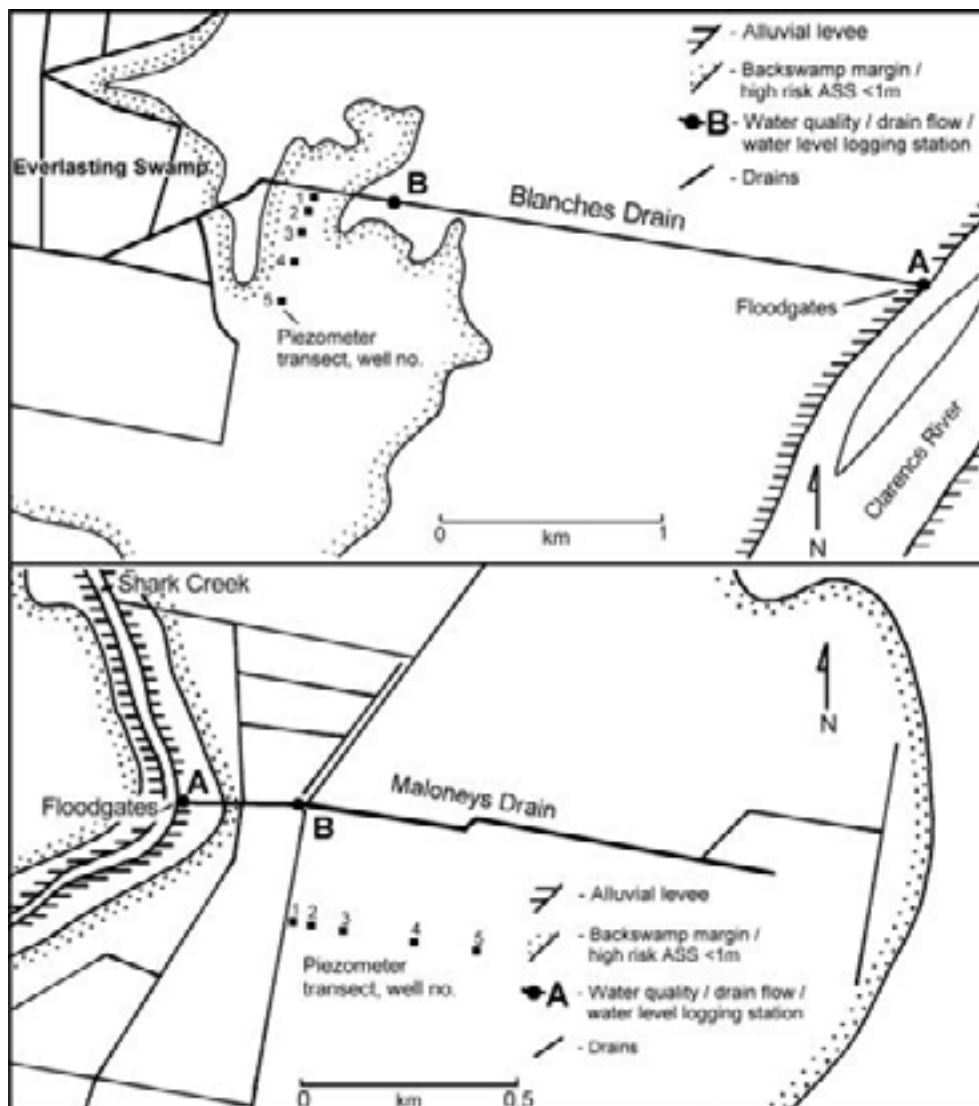 - Alluvial levee
- Backswamp margin /
high risk ASS <1m
B - Water quality / drain flow /
water level logging station
- Drains
Everlasting Swamp
B
Blanches Drain
A
Floodgates
1
2
3
4
5
Piezometer
transect, well no.
Clarence River
0 1
km
N
Shark Creek
N
A
Floodgates
Maloneys Drain
B
1 2 3 4 5
Piezometer
transect, well no.
- Alluvial levee
- Backswamp margin /
high risk ASS <1m
A - Water quality / drain flow /
water level logging station
- Drains
0 0.5
km